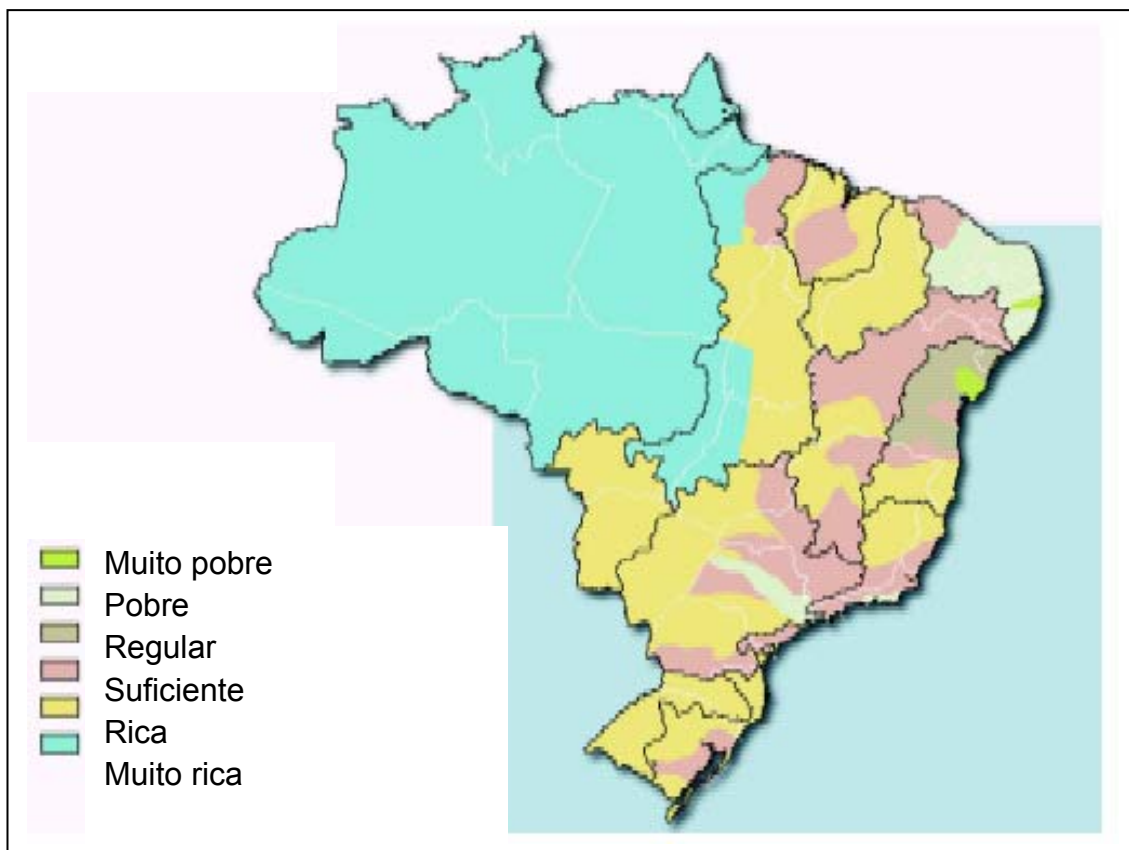 Muito pobre
Pobre
Regular
Suficiente
Rica
Muito rica